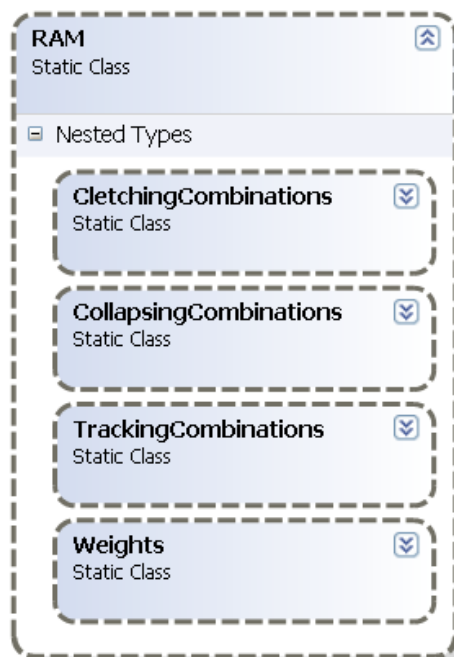 RAM
Static Class
Nested Types
CletchingCombinations
Static Class
CollapsingCombinations
Static Class
TrackingCombinations
Static Class
Weights
Static Class